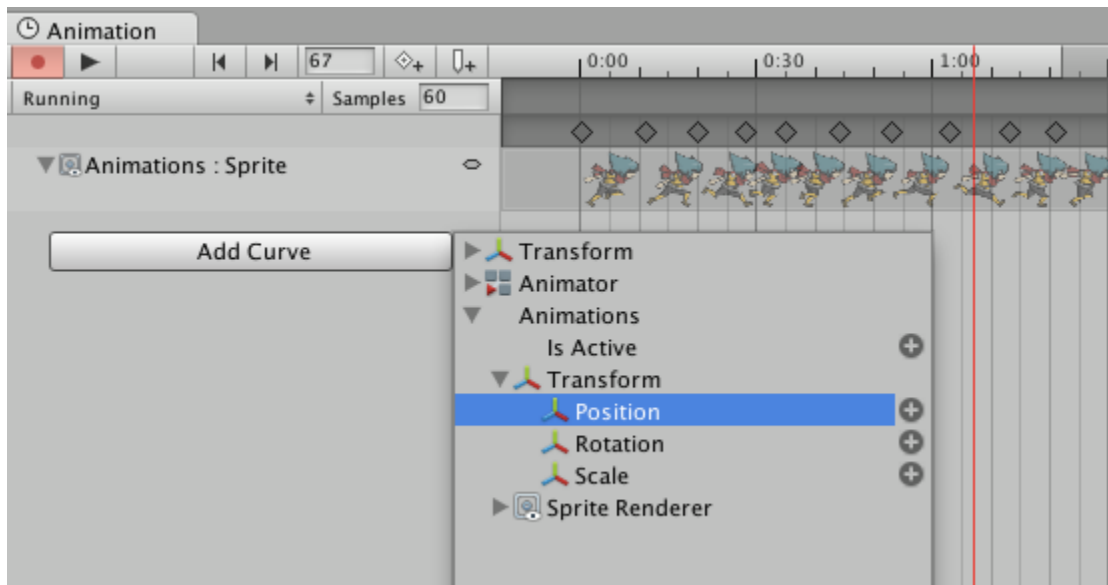 Animation
67
0:00 0:30 1:00
Running Samples 60
Animations : Sprite
Add Curve
Transform
Animator
Animations
Is Active
Transform
Position
Rotation
Scale
Sprite Renderer